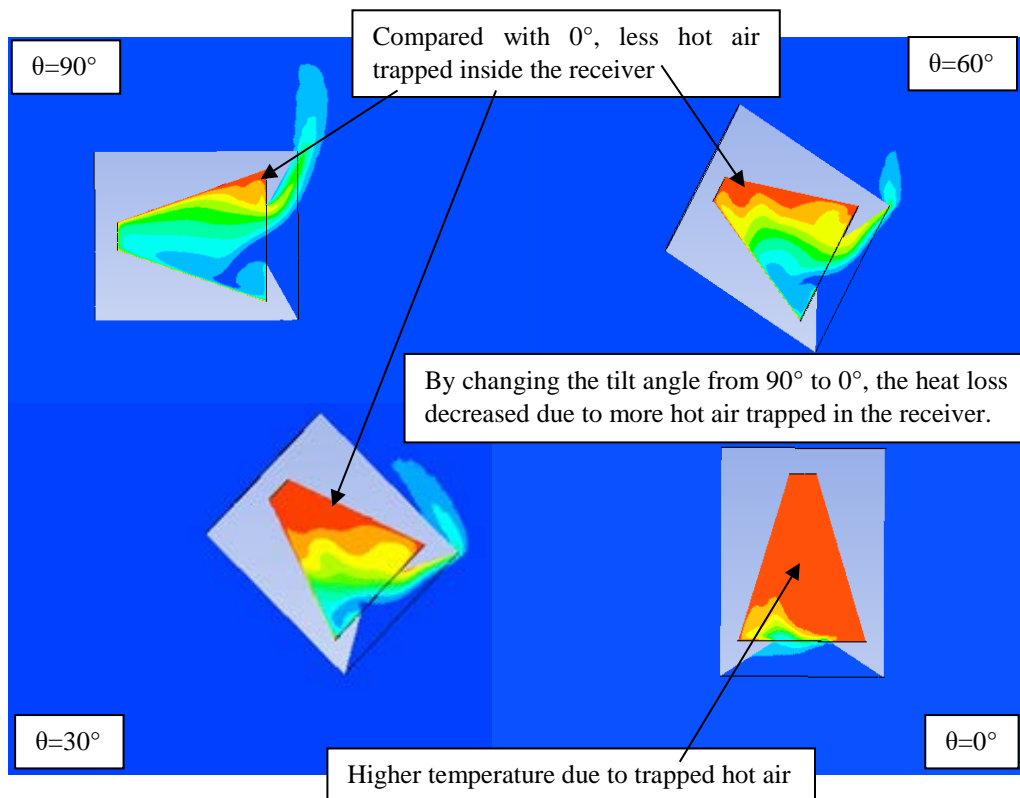 θ=90°
Compared with 0°, less hot air
trapped inside the receiver
θ=60°
By changing the tilt angle from 90° to 0°, the heat loss
decreased due to more hot air trapped in the receiver.
θ=30°
Higher temperature due to trapped hot air
θ=0°